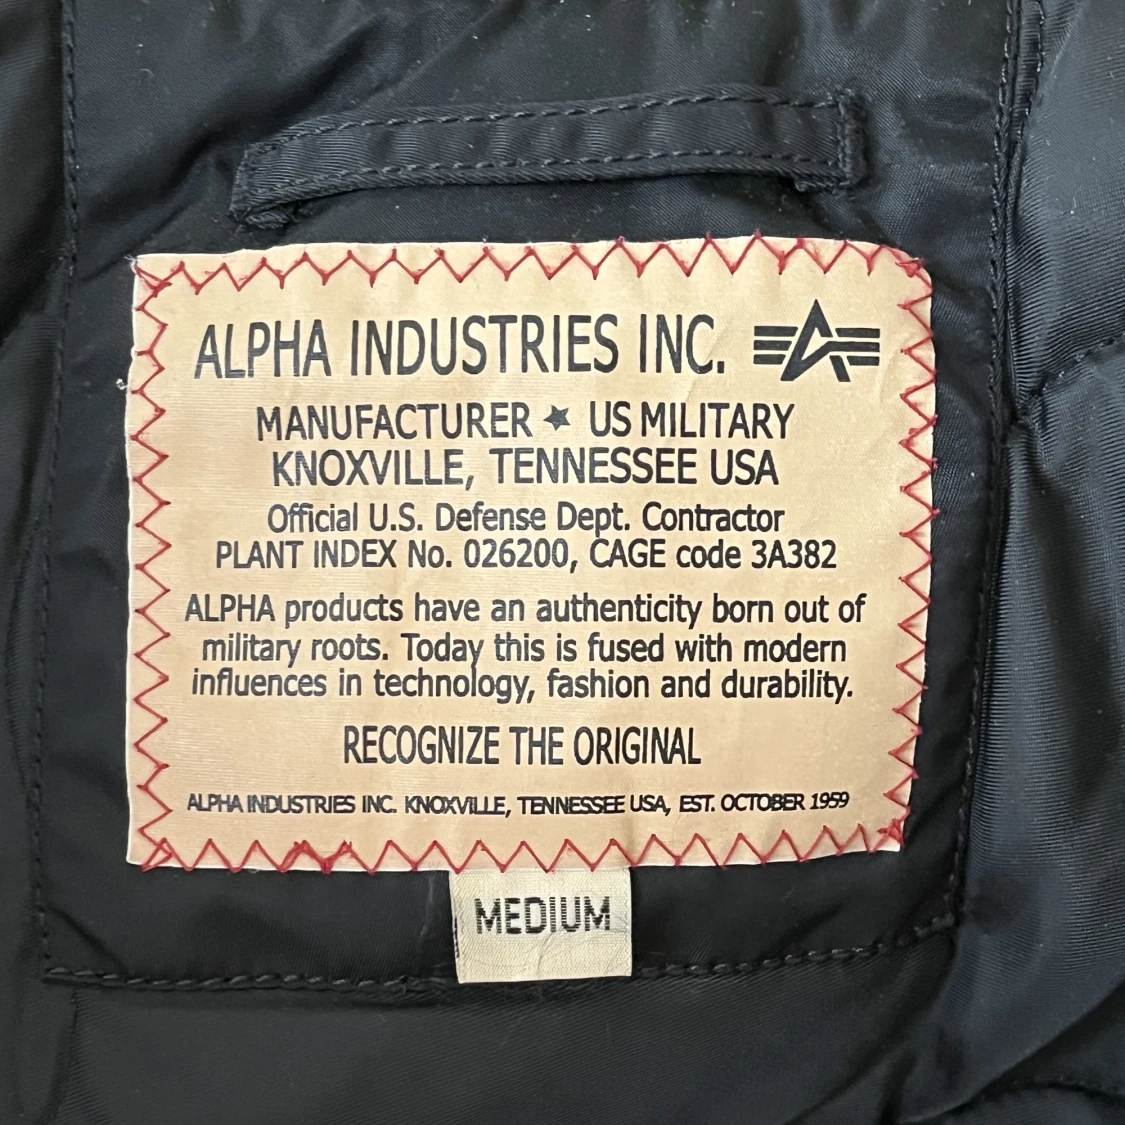 ALPHA INDUSTRIES INC.
MANUFACTURER ★ US MILITARY
KNOXVILLE, TENNESSEE USA
Official U.S. Defense Dept. Contractor
PLANT INDEX No. 026200, CAGE code 3A382
ALPHA products have an authenticity born out of
military roots. Today this is fused with modern
influences in technology, fashion and durability.
RECOGNIZE THE ORIGINAL
ALPHA INDUSTRIES INC. KNOXVILLE, TENNESSEE USA, EST. OCTOBER 1959
MEDIUM